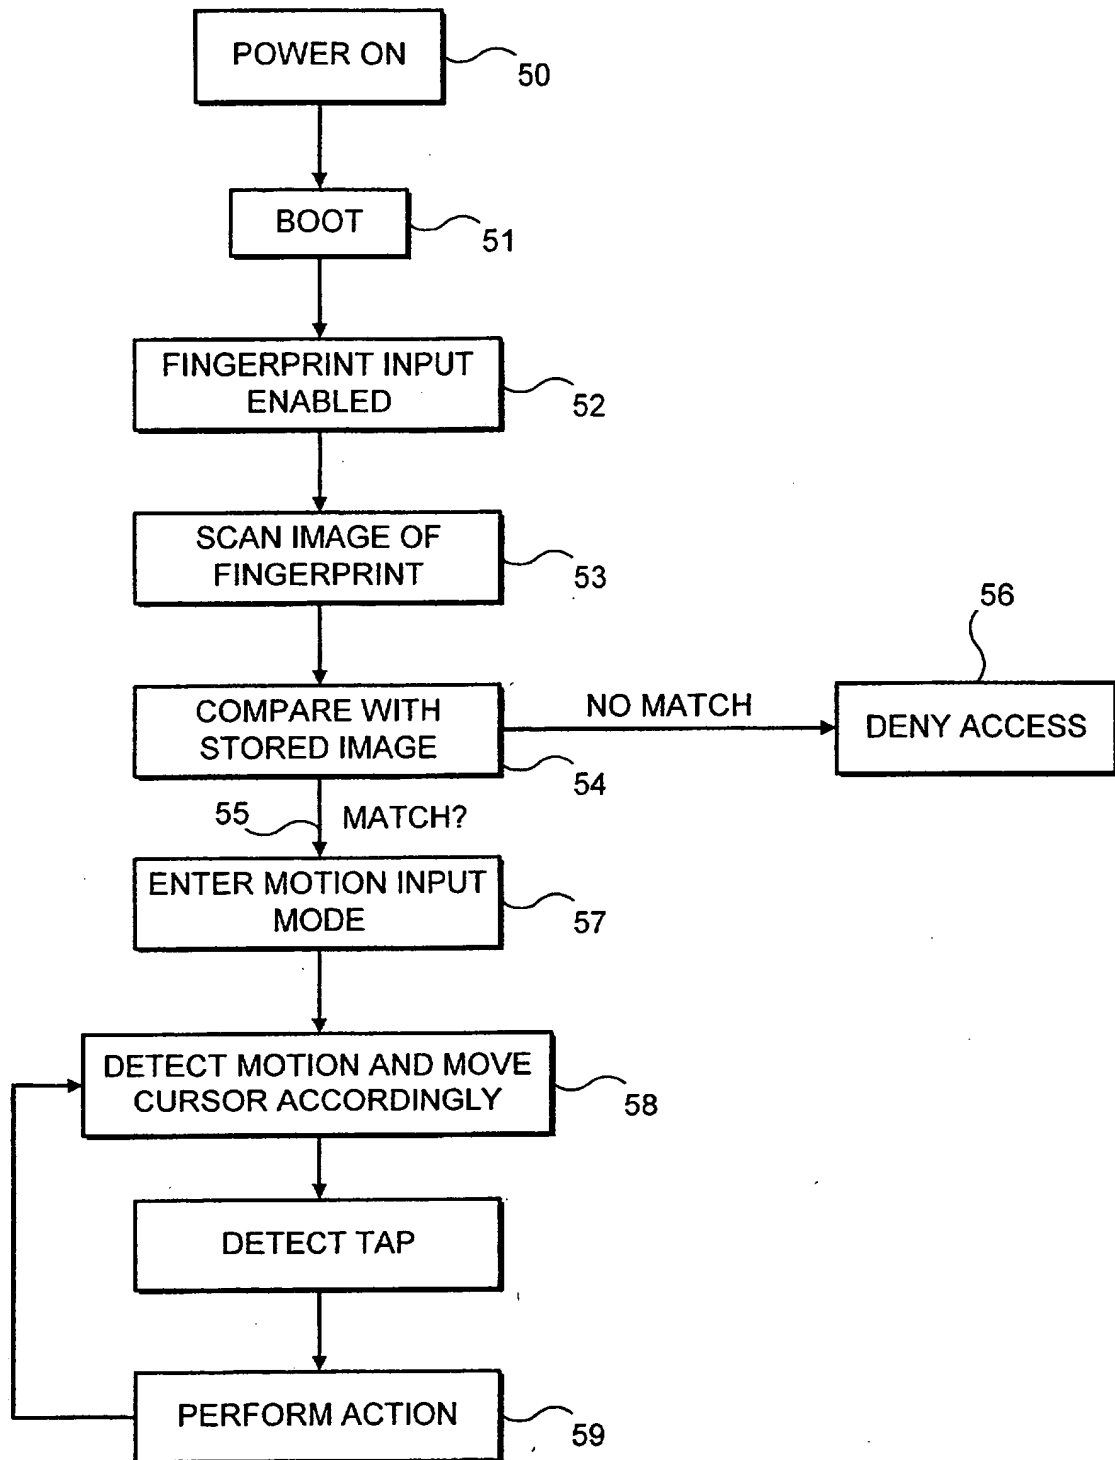 POWER ON
50
BOOT
51
FINGERPRINT INPUT
ENABLED
52
SCAN IMAGE OF
FINGERPRINT
53
COMPARE WITH
STORED IMAGE
54
NO MATCH
56
DENY ACCESS
55
MATCH?
ENTER MOTION INPUT
MODE
57
DETECT MOTION AND MOVE
CURSOR ACCORDINGLY
58
DETECT TAP
PERFORM ACTION
59